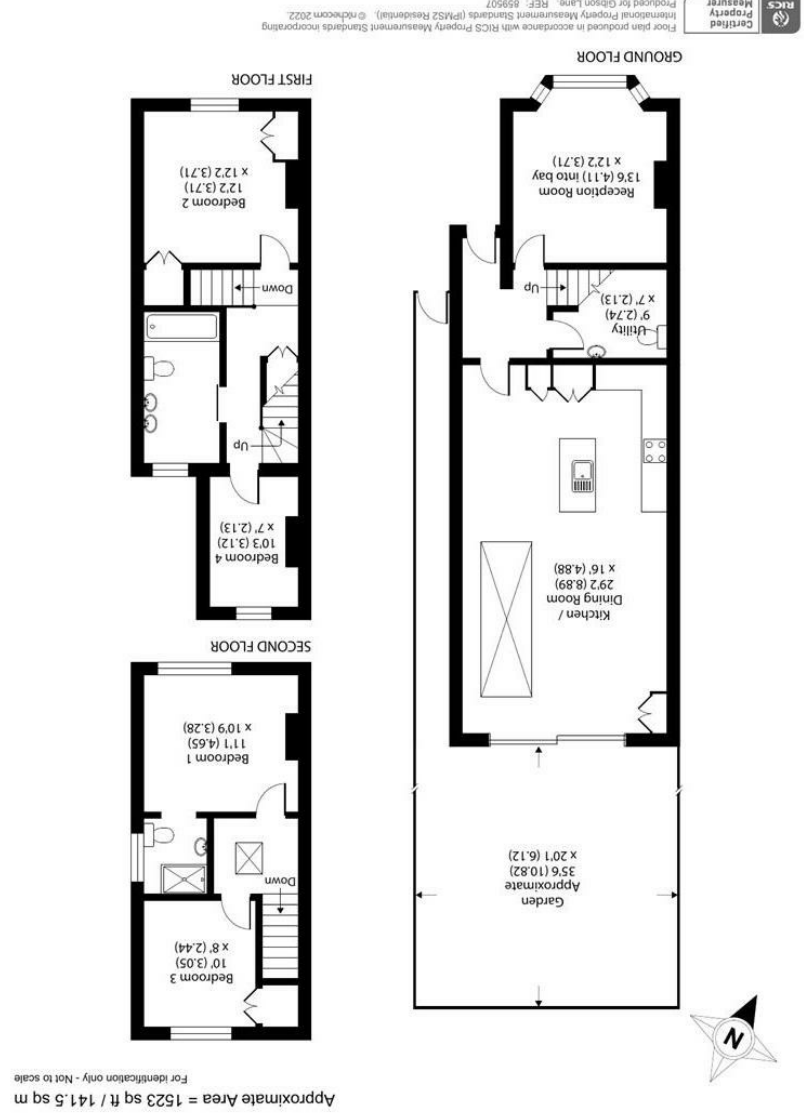 Approximate Area = 1523 sq ft / 141.5 sq m
For identification only - Not to scale
N
Garden
Approximate
35'6 (10.82)
x 20'1 (6.12)
Kitchen /
Dining Room
29'2 (8.89)
x 16' (4.88)
Utility
9' (2.74)
x 7' (2.13)
Up
Reception Room
13'6 (4.11) into bay
x 12'2 (3.71)
GROUND FLOOR
Bedroom 3
10' (3.05)
x 8' (2.44)
Down
Bedroom 1
11'1 (4.65)
x 10'9 (3.28)
SECOND FLOOR
Bedroom 4
10'3 (3.12)
x 7' (2.13)
Up
Down
Bedroom 2
12'2 (3.71)
x 12'2 (3.71)
FIRST FLOOR
RICS
Certified
Property
Measurer
Floor plan produced in accordance with RICS Property Measurement Standards incorporating
International Property Measurement Standards (IPMS2 Residential). © nichecom 2022.
Produced for Gibson Lane. REF: 859507